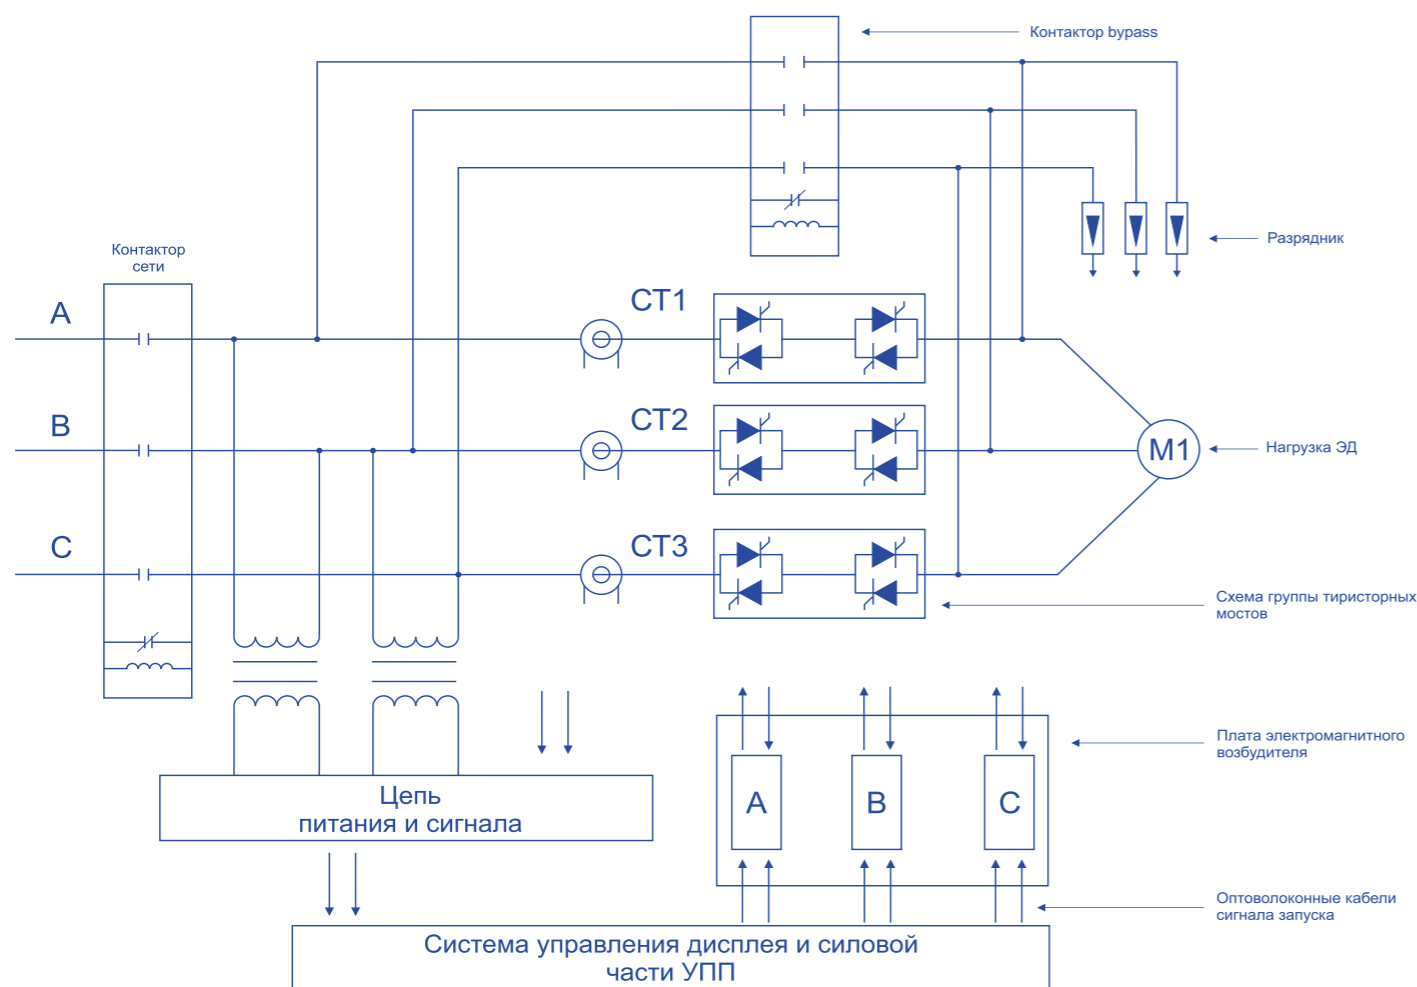 Контактор bypass
Разрядник
Контактор
сети
A
CT1
B
CT2
M1
Нагрузка ЭД
C
CT3
Схема группы тиристорных
мостов
Плата электромагнитного
возбудителя
Цепь
питания и сигнала
A
B
C
Оптоволоконные кабели
сигнала запуска
Система управления дисплея и силовой
части УПП